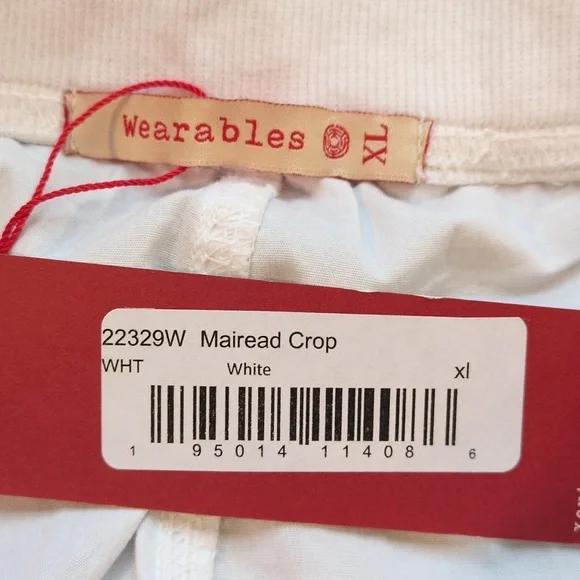 Wearables XL
22329W Mairead Crop
WHT White xl
1 95014 11408 6